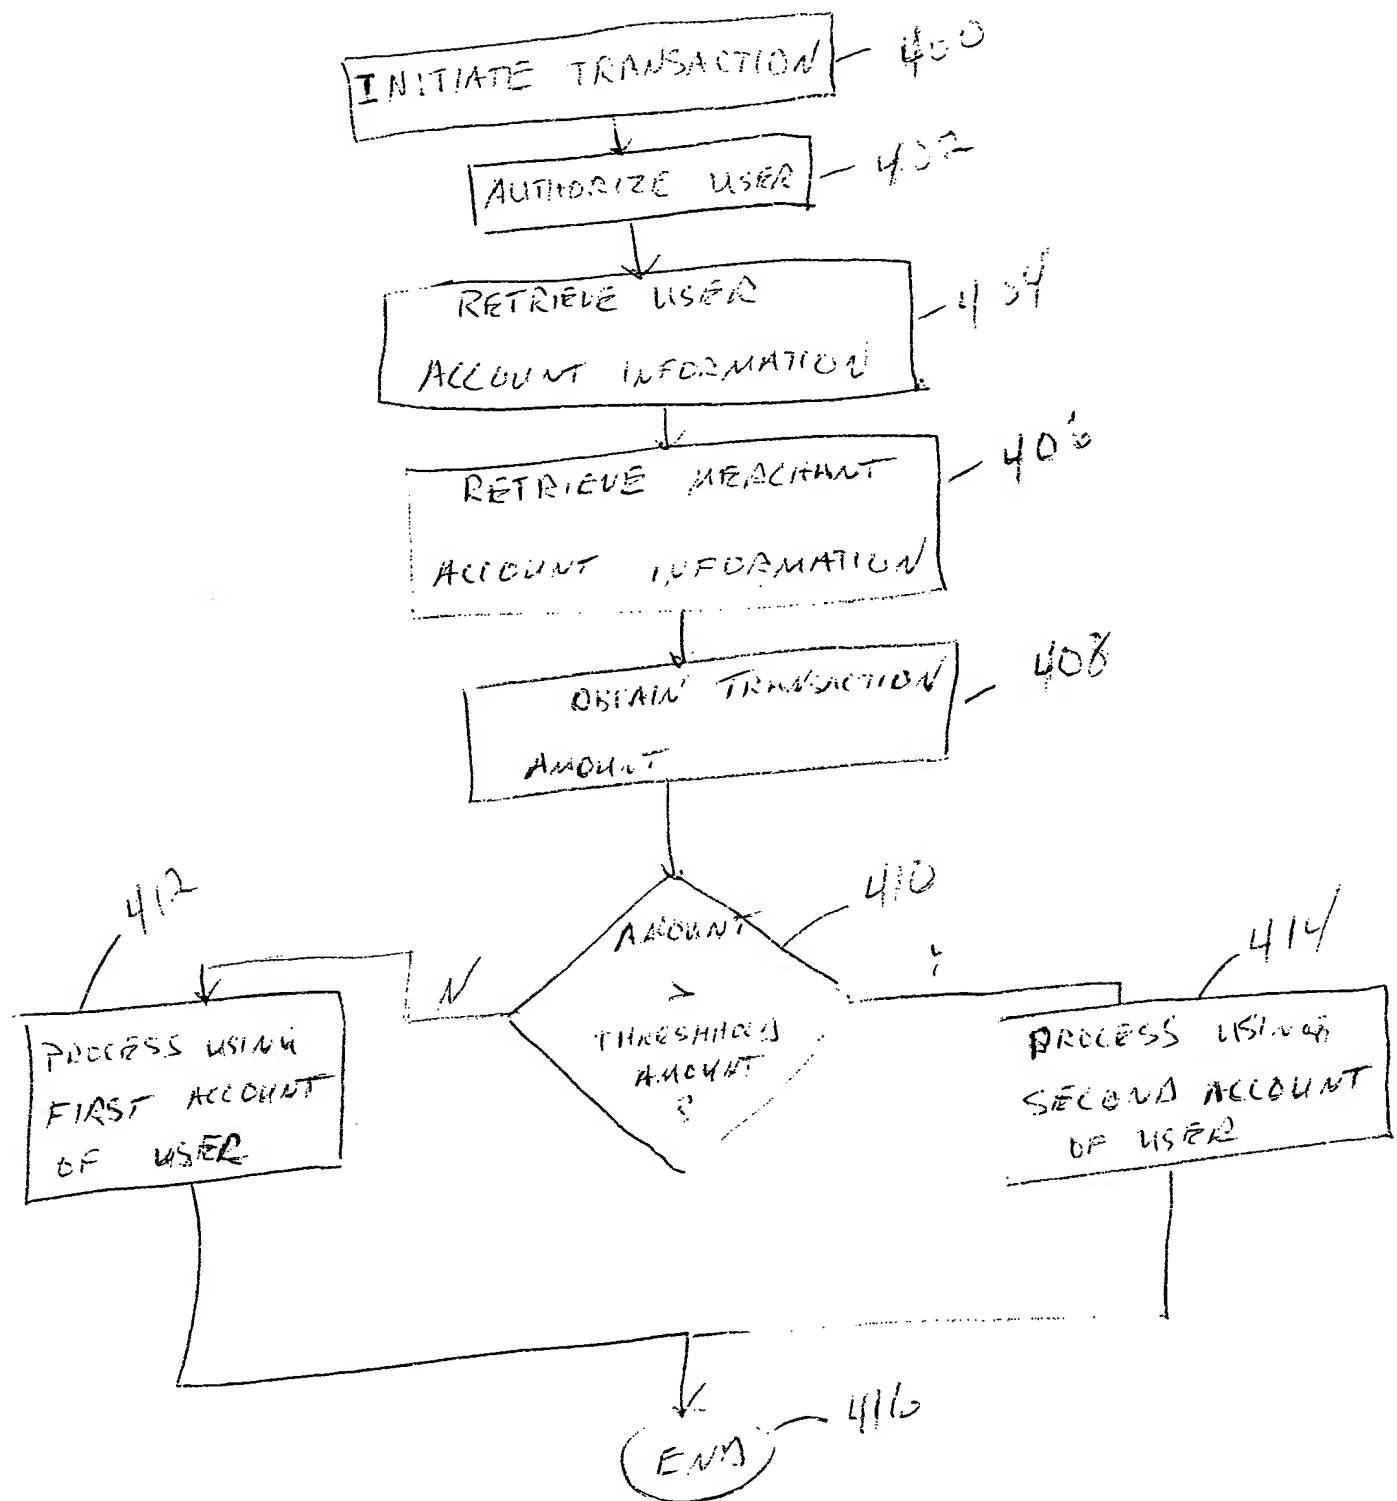 INITIATE TRANSACTION
400
AUTHORIZE USER
402
RETRIEVE USER
ACCOUNT INFORMATION
404
RETRIEVE MERCHANT
ACCOUNT INFORMATION
406
OBTAIN TRANSACTION
AMOUNT
408
AMOUNT
>
THRESHOLD
AMOUNT
?
410
N
412
PROCESS USING
FIRST ACCOUNT
OF USER
414
PROCESS USING
SECOND ACCOUNT
OF USER
END
416